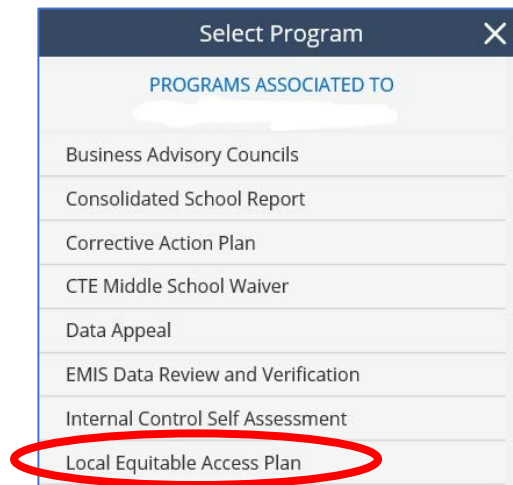 Select Program
PROGRAMS ASSOCIATED TO
Business Advisory Councils
Consolidated School Report
Corrective Action Plan
CTE Middle School Waiver
Data Appeal
EMIS Data Review and Verification
Internal Control Self Assessment
Local Equitable Access Plan